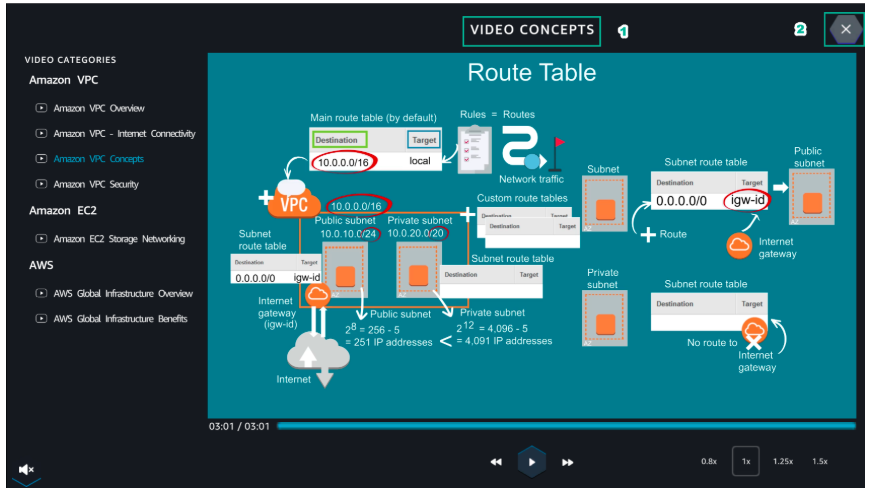 VIDEO CONCEPTS
1
2
VIDEO CATEGORIES
Amazon VPC
Amazon VPC Overview
Amazon VPC - Internet Connectivity
Amazon VPC Concepts
Amazon VPC Security
Amazon EC2
Amazon EC2 Storage Networking
AWS
AWS Global Infrastructure Overview
AWS Global Infrastructure Benefits
Route Table
Main route table (by default)
Destination Target
10.0.0.0/16 local
Rules = Routes
Network traffic
VPC
10.0.0.0/16
Public subnet
10.0.10.0/24
Private subnet
10.0.20.0/20
Subnet
route table
Destination Target
0.0.0.0/0 igw-id
Internet
gateway
(igw-id)
Internet
Public subnet
2⁸ = 256 - 5
= 251 IP addresses
<
Private subnet
2¹² = 4,096 - 5
= 4,091 IP addresses
Custom route tables
Destination Target
Destination Target
Subnet route table
Destination Target
Subnet
AZ
Route
Subnet route table
Destination Target
0.0.0.0/0 igw-id
Internet
gateway
Public
subnet
AZ
Private
subnet
AZ
Subnet route table
Destination Target
No route to
Internet
gateway
03:01 / 03:01
0.8x 1x 1.25x 1.5x